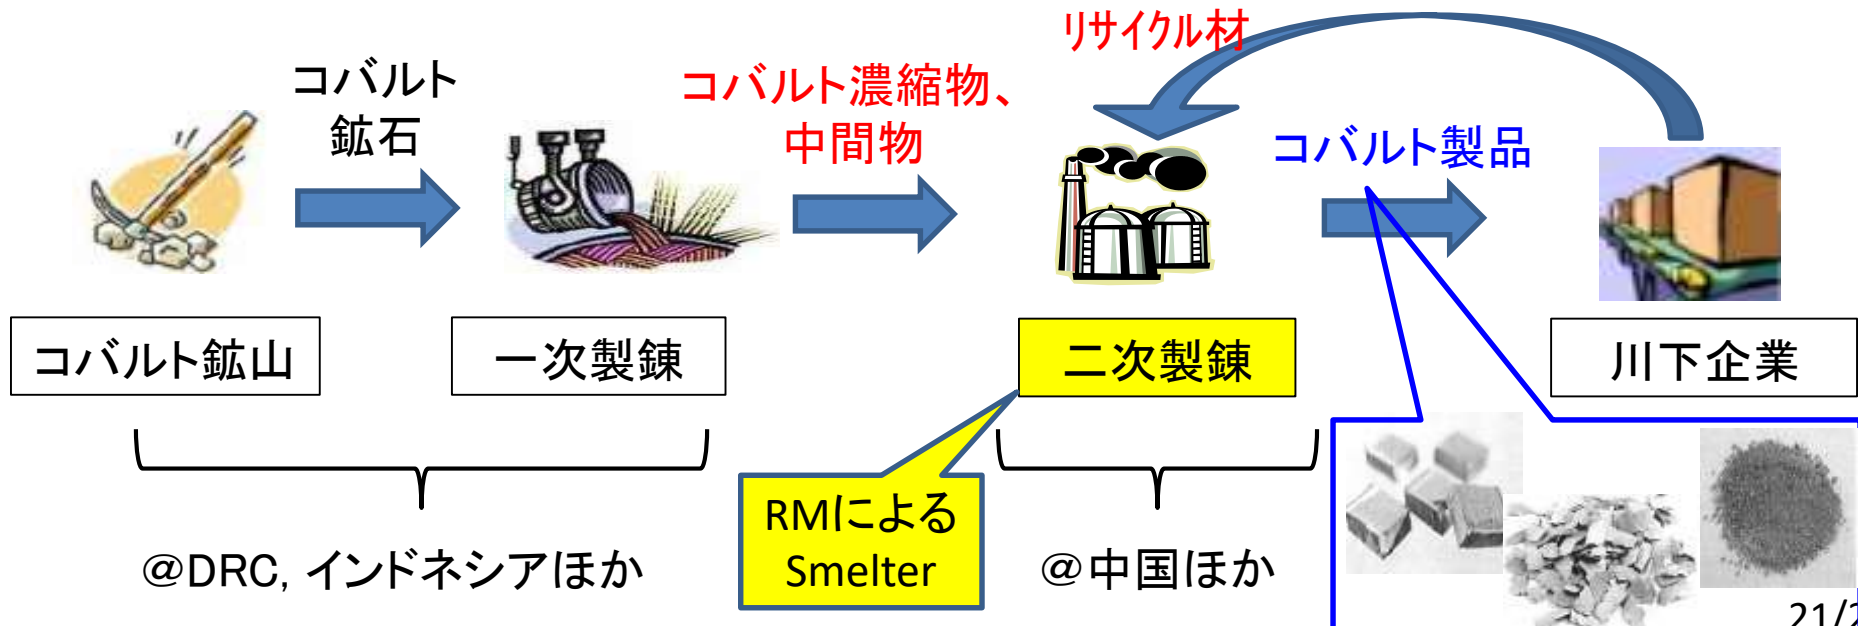 リサイクル材
コバルト
鉱石
コバルト濃縮物、
中間物
コバルト製品
コバルト鉱山
一次製錬
二次製錬
川下企業
RMによる
Smelter
@DRC, インドネシアほか
@中国ほか
21/2